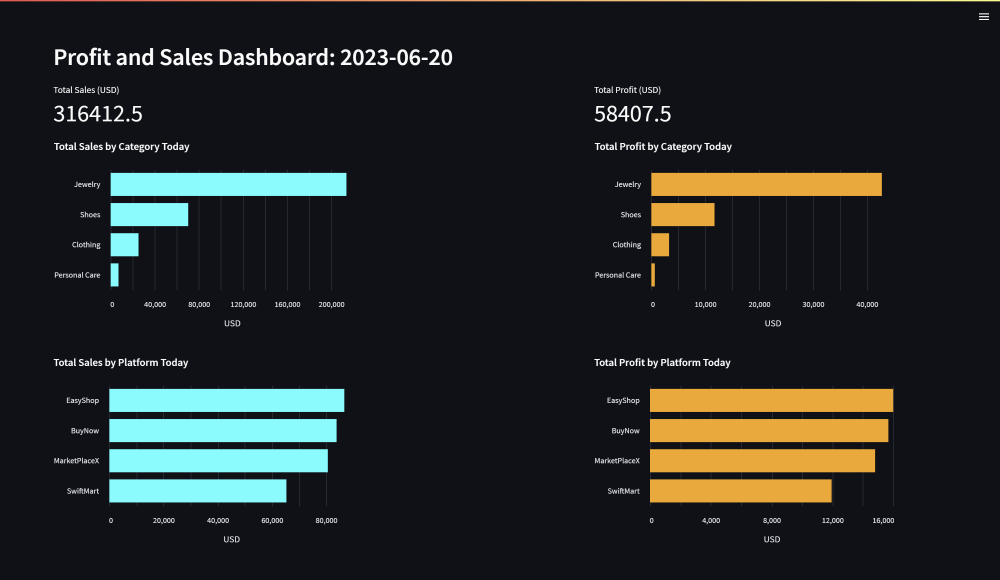 Profit and Sales Dashboard: 2023-06-20
Total Sales (USD)
316412.5
Total Profit (USD)
58407.5
Total Sales by Category Today
Jewelry
Shoes
Clothing
Personal Care
0 40,000 80,000 120,000 160,000 200,000
USD
Total Profit by Category Today
Jewelry
Shoes
Clothing
Personal Care
0 10,000 20,000 30,000 40,000
USD
Total Sales by Platform Today
EasyShop
BuyNow
MarketPlaceX
SwiftMart
0 20,000 40,000 60,000 80,000
USD
Total Profit by Platform Today
EasyShop
BuyNow
MarketPlaceX
SwiftMart
0 4,000 8,000 12,000 16,000
USD